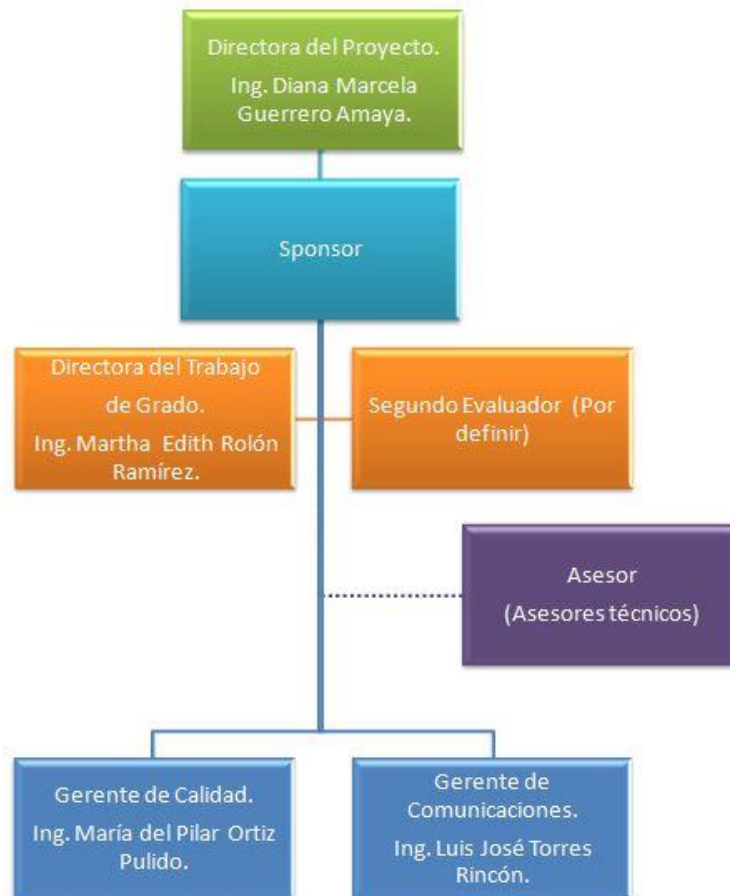 Directora del Proyecto.
Ing. Diana Marcela
Guerrero Amaya.
Sponsor
Directora del Trabajo
de Grado.
Ing. Martha Edith Rolón
Ramírez.
Segundo Evaluador (Por
definir)
Asesor
(Asesores técnicos)
Gerente de Calidad.
Ing. María del Pilar Ortiz
Pulido.
Gerente de
Comunicaciones.
Ing. Luis José Torres
Rincón.